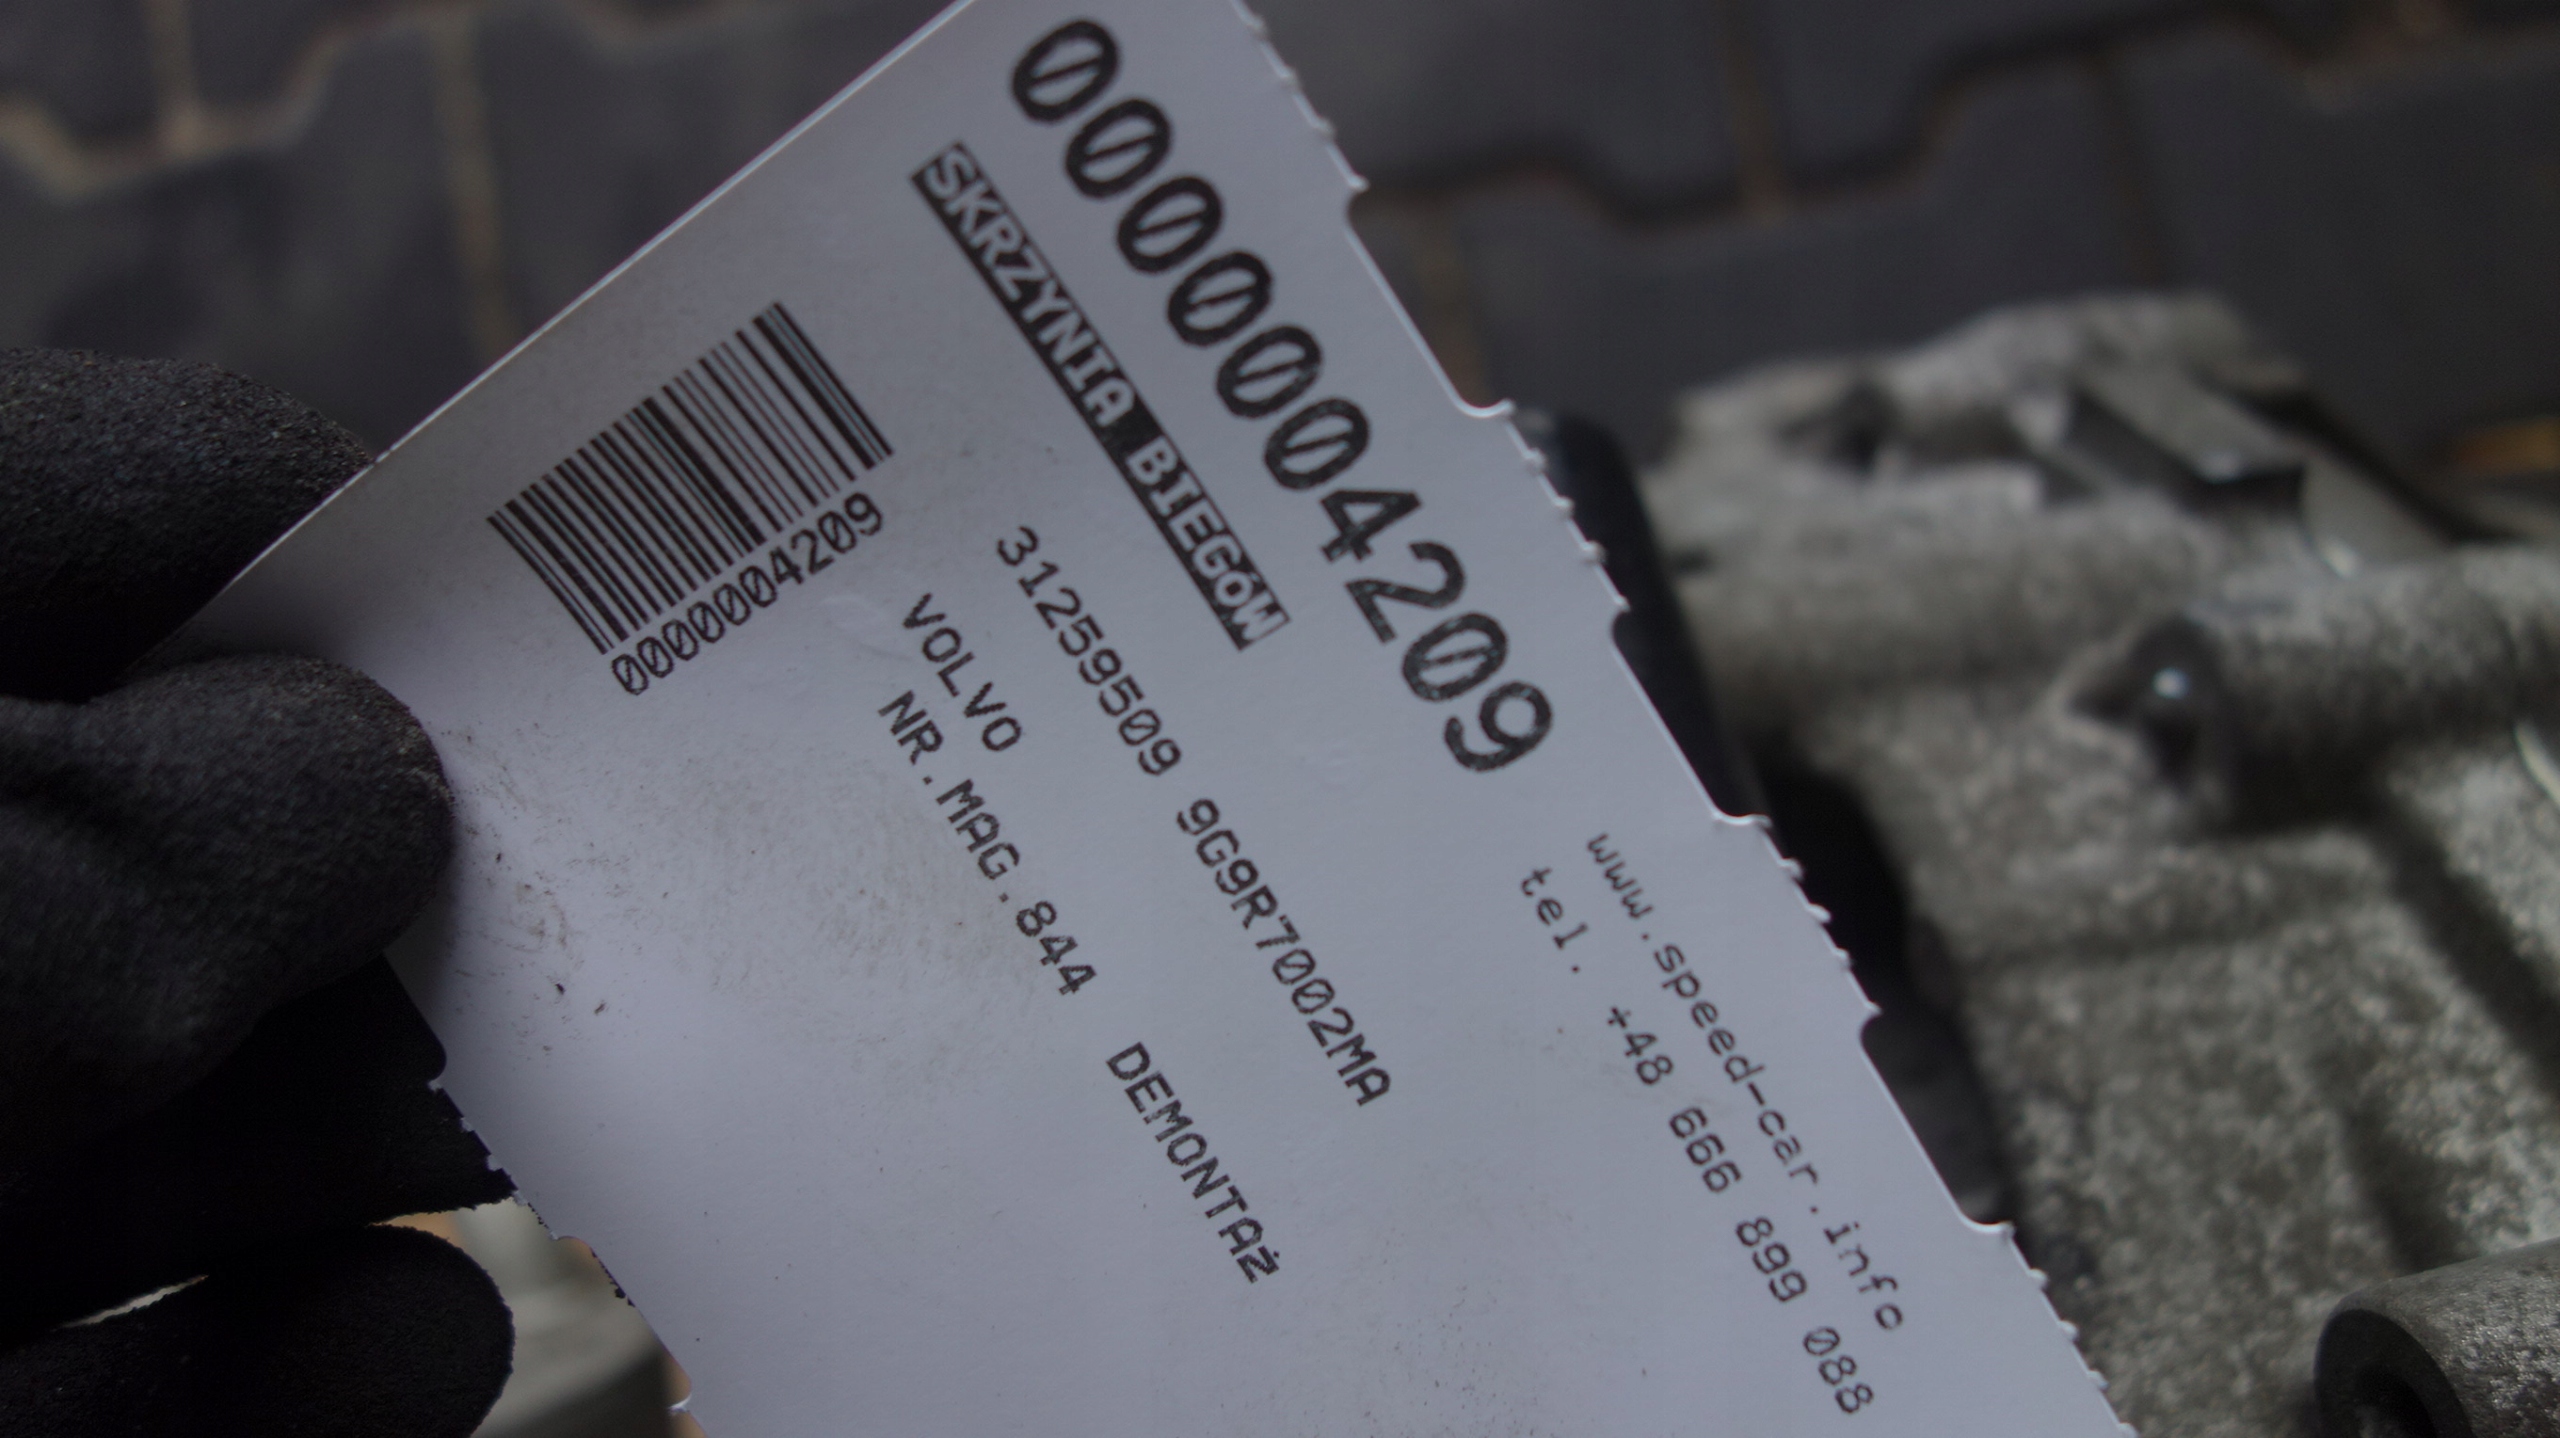 0000004209
SKRZYNIA BIEGóW
31259509 9G9R7002MA
VOLVO
NR.MAG.844 DEMONTAŻ
0000004209
www.speed-car.info
tel. +48 666 899 088